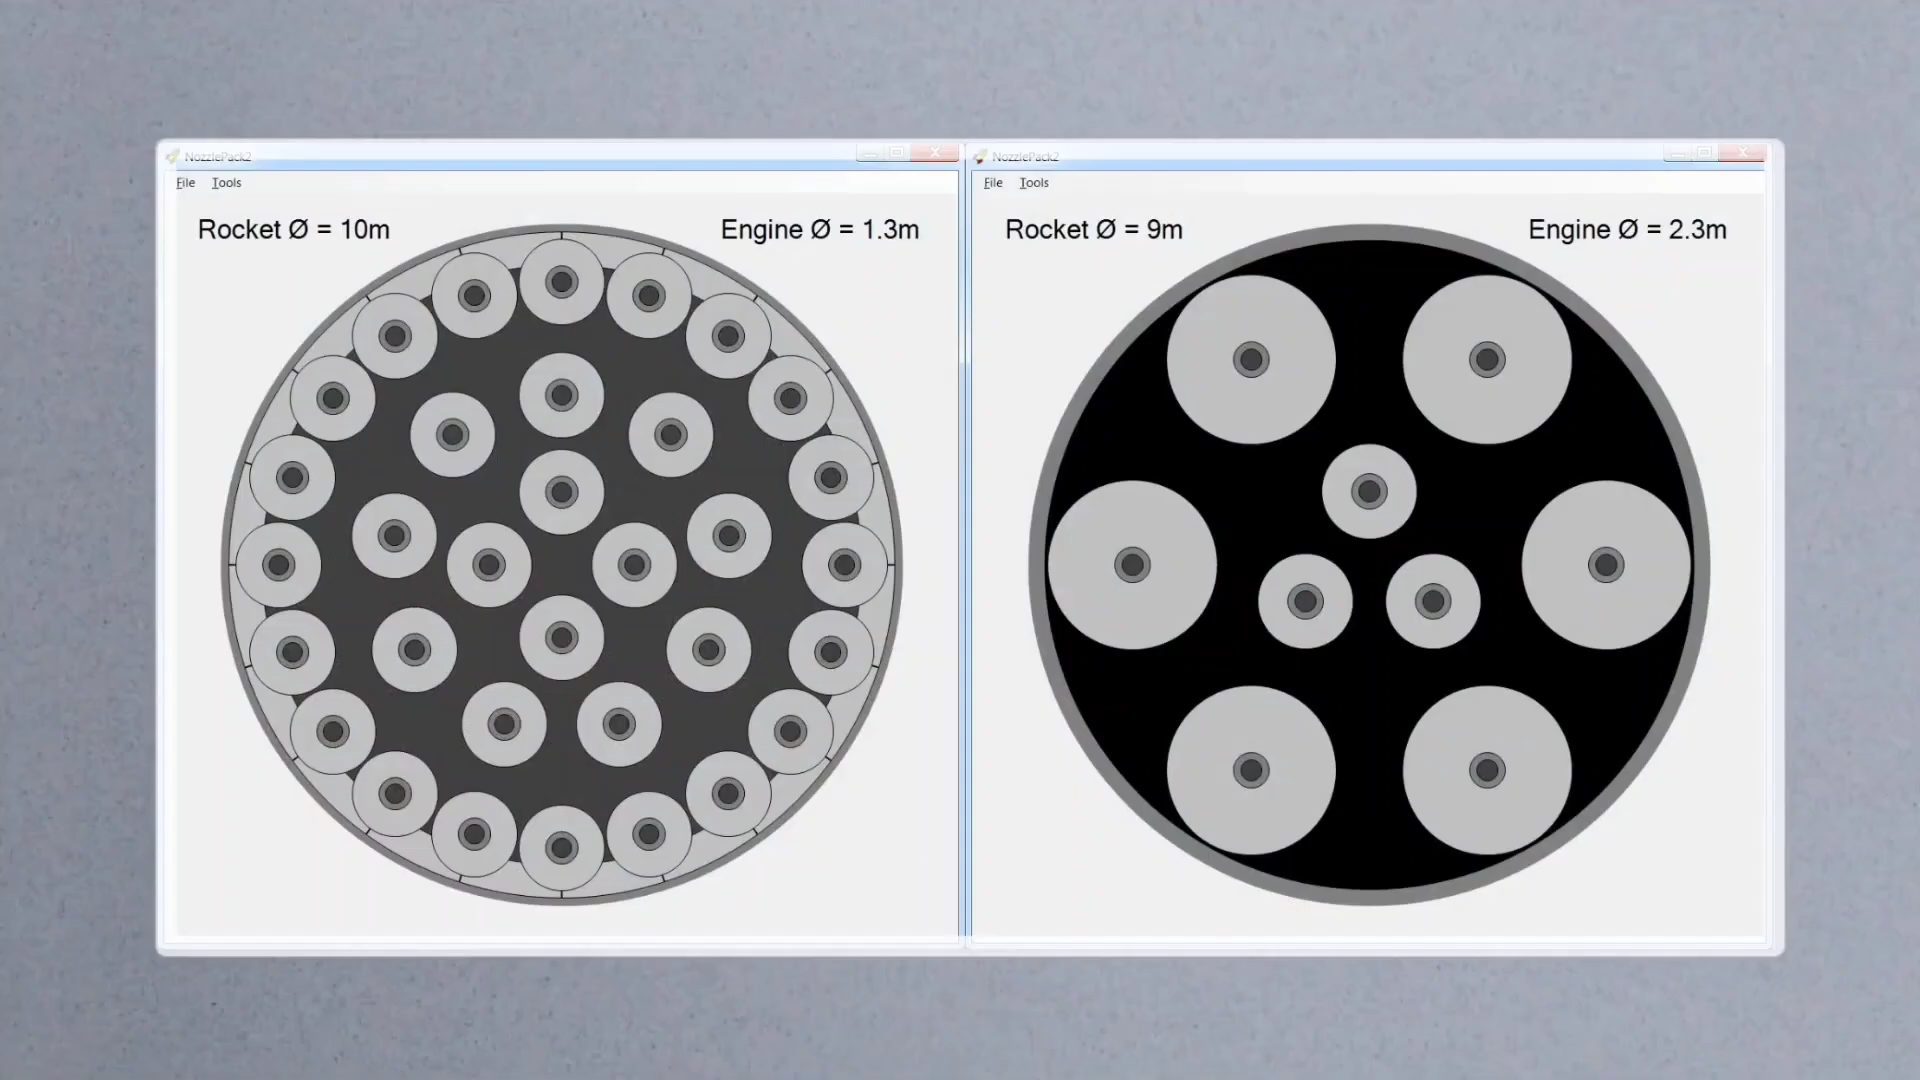 NozzlePack2
File Tools
Rocket Ø = 10m
Engine Ø = 1.3m
NozzlePack2
File Tools
Rocket Ø = 9m
Engine Ø = 2.3m